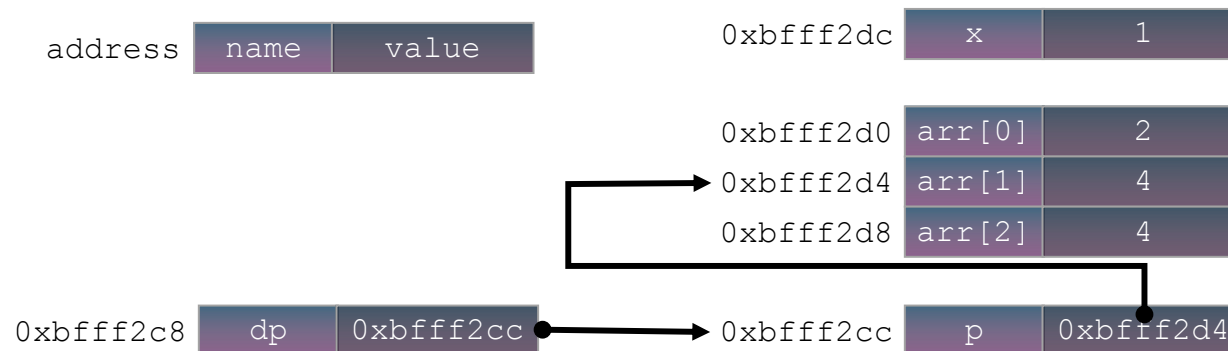 address name value
0xbfff2dc x 1
0xbfff2d0 arr[0] 2
0xbfff2d4 arr[1] 4
0xbfff2d8 arr[2] 4
0xbfff2c8 dp 0xbfff2cc
0xbfff2cc p 0xbfff2d4